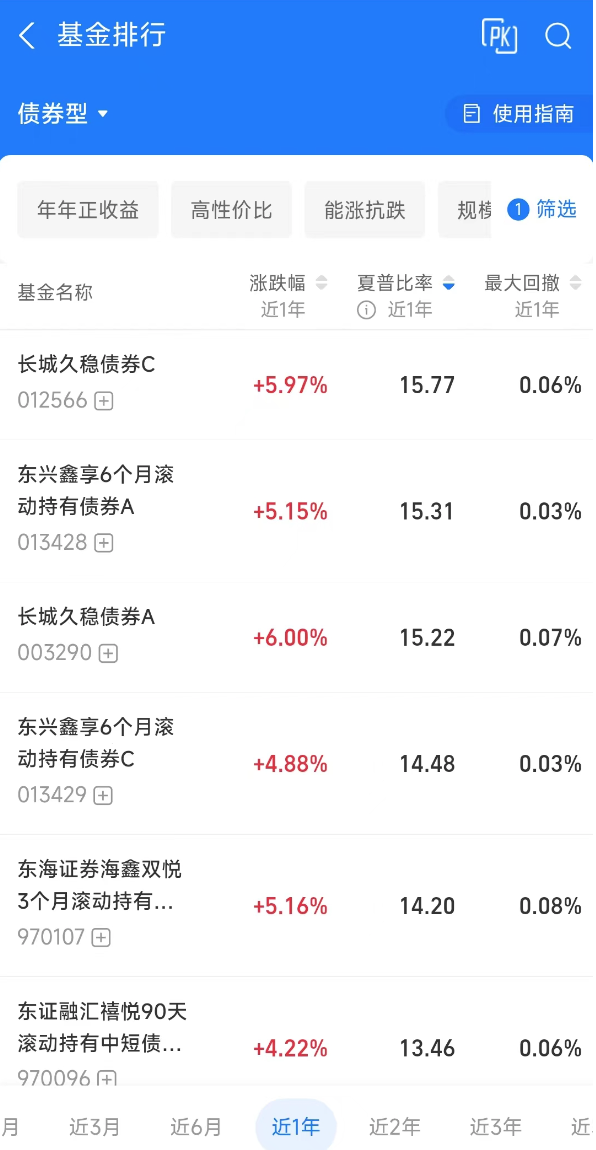 基金排行
PK
债券型
使用指南
年年正收益 高性价比 能涨抗跌 规模 1 筛选
基金名称 涨跌幅 夏普比率 最大回撤
近1年 近1年 近1年
长城久稳债券C
012566 +5.97% 15.77 0.06%
东兴鑫享6个月滚
动持有债券A
013428 +5.15% 15.31 0.03%
长城久稳债券A
003290 +6.00% 15.22 0.07%
东兴鑫享6个月滚
动持有债券C
013429 +4.88% 14.48 0.03%
东海证券海鑫双悦
3个月滚动持有...
970107 +5.16% 14.20 0.08%
东证融汇禧悦90天
滚动持有中短债...
970096 +4.22% 13.46 0.06%
月 近3月 近6月 近1年 近2年 近3年 近